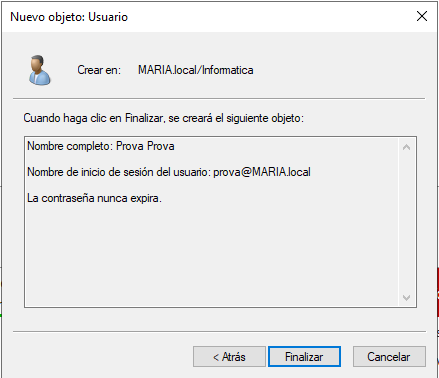 Nuevo objeto: Usuario
Crear en: MARIA.local/Informatica
Cuando haga clic en Finalizar, se creará el siguiente objeto:
Nombre completo: Prova Prova
Nombre de inicio de sesión del usuario: prova@MARIA.local
La contraseña nunca expira.
< Atrás Finalizar Cancelar